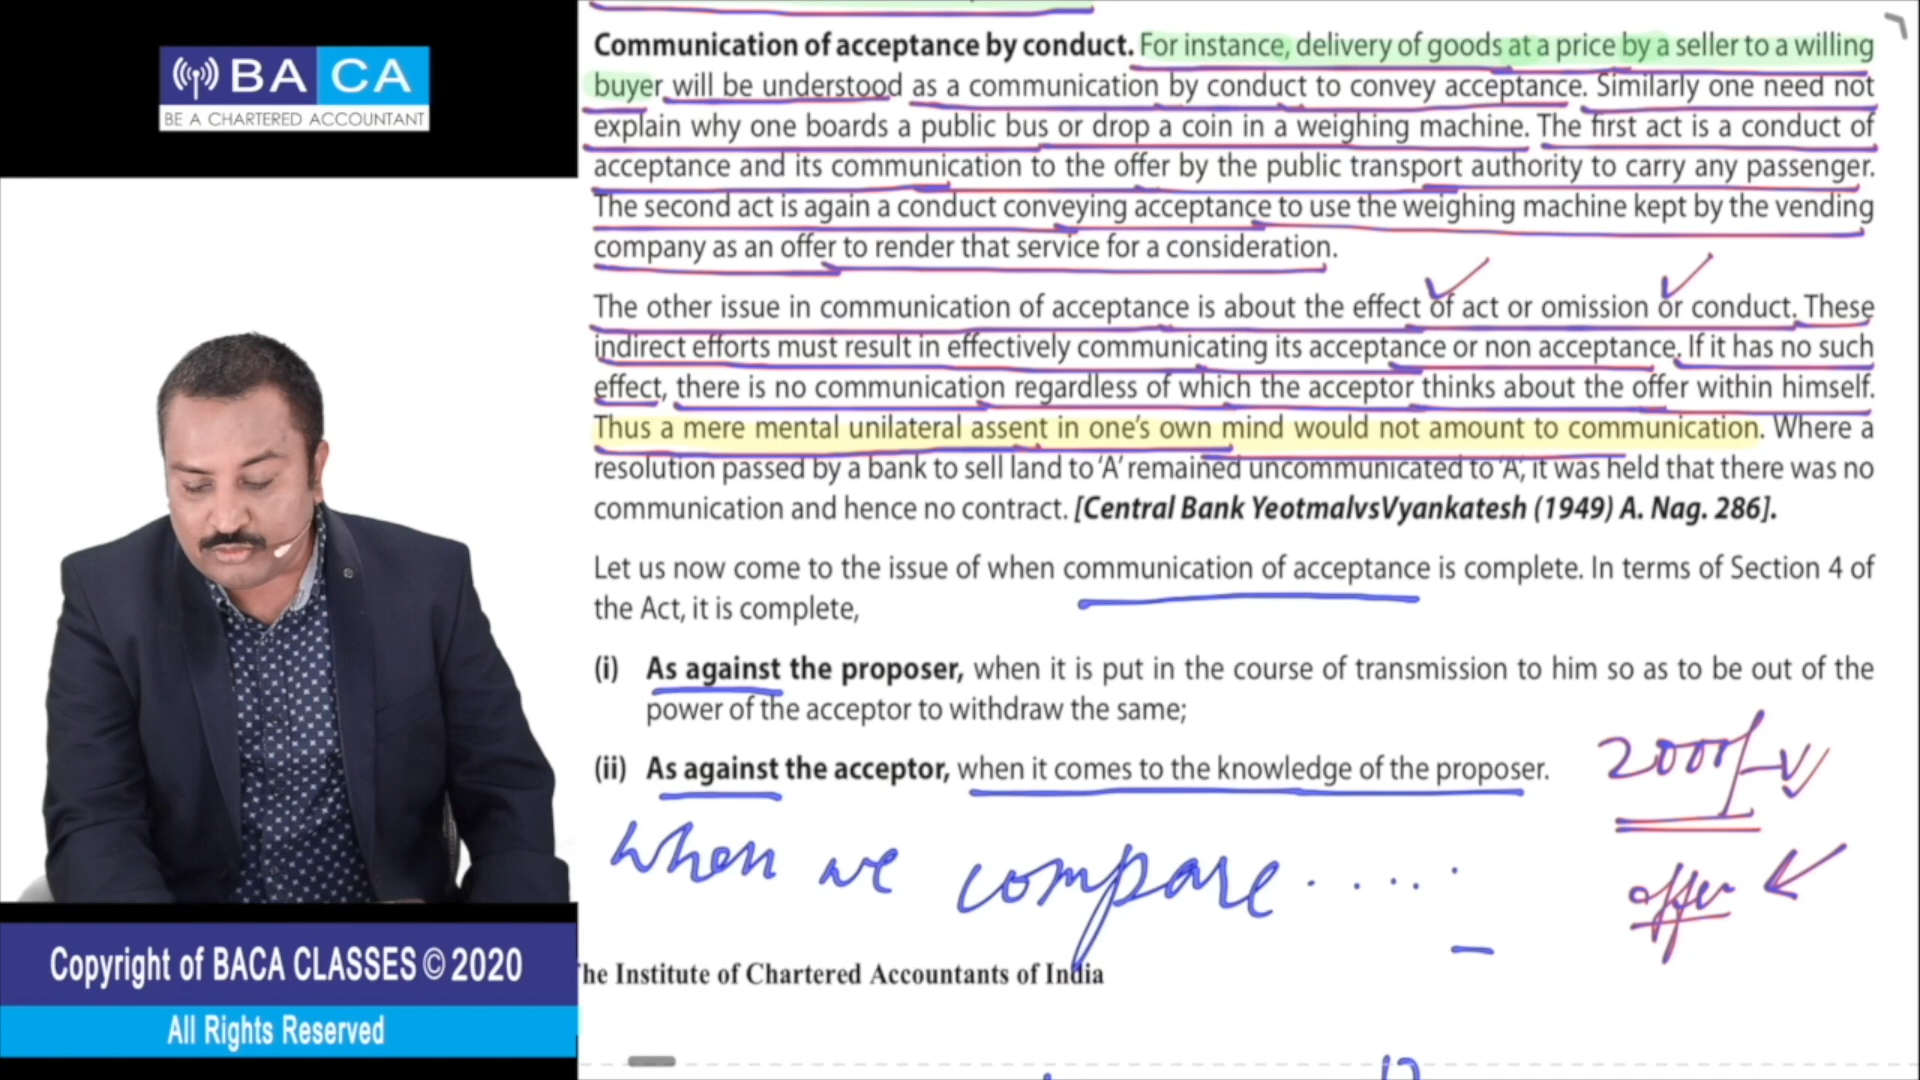 BA CA
BE A CHARTERED ACCOUNTANT
Communication of acceptance by conduct. For instance, delivery of goods at a price by a seller to a willing
buyer will be understood as a communication by conduct to convey acceptance. Similarly one need not
explain why one boards a public bus or drop a coin in a weighing machine. The first act is a conduct of
acceptance and its communication to the offer by the public transport authority to carry any passenger.
The second act is again a conduct conveying acceptance to use the weighing machine kept by the vending
company as an offer to render that service for a consideration.
The other issue in communication of acceptance is about the effect of act or omission or conduct. These
indirect efforts must result in effectively communicating its acceptance or non acceptance. If it has no such
effect, there is no communication regardless of which the acceptor thinks about the offer within himself.
Thus a mere mental unilateral assent in one's own mind would not amount to communication. Where a
resolution passed by a bank to sell land to 'A' remained uncommunicated to 'A', it was held that there was no
communication and hence no contract. [Central Bank YeotmalvsVyankatesh (1949) A. Nag. 286].
Let us now come to the issue of when communication of acceptance is complete. In terms of Section 4 of
the Act, it is complete,
(i) As against the proposer, when it is put in the course of transmission to him so as to be out of the
power of the acceptor to withdraw the same;
(ii) As against the acceptor, when it comes to the knowledge of the proposer.
2000/-
when we compare.....
offer
he Institute of Chartered Accountants of India
Copyright of BACA CLASSES © 2020
All Rights Reserved